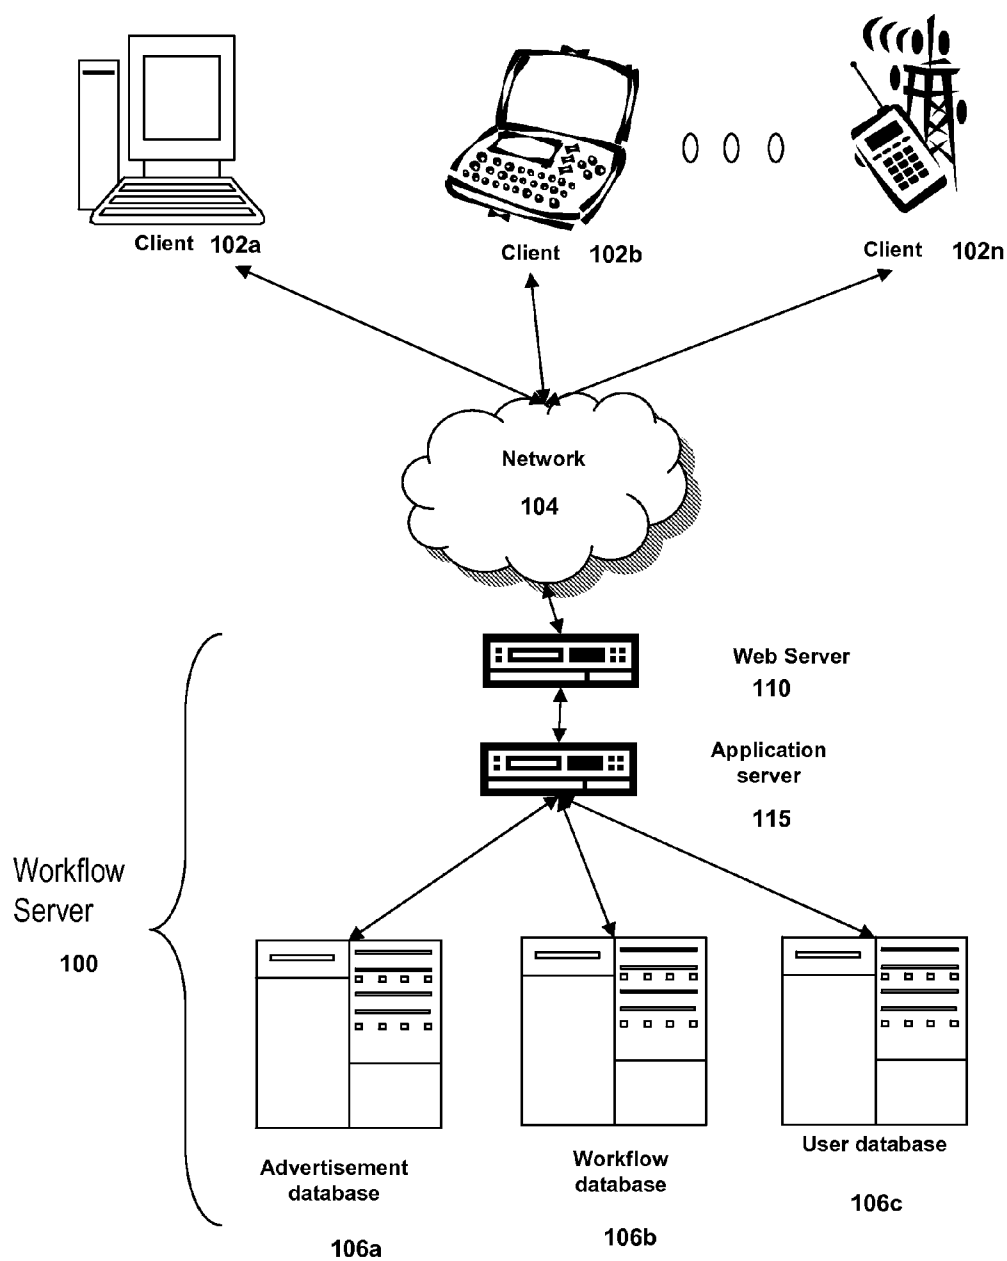 Client 102a
Client 102b
Client 102n
Network
104
Web Server
110
Application
server
115
Workflow
Server
100
Advertisement
database
106a
Workflow
database
106b
User database
106c